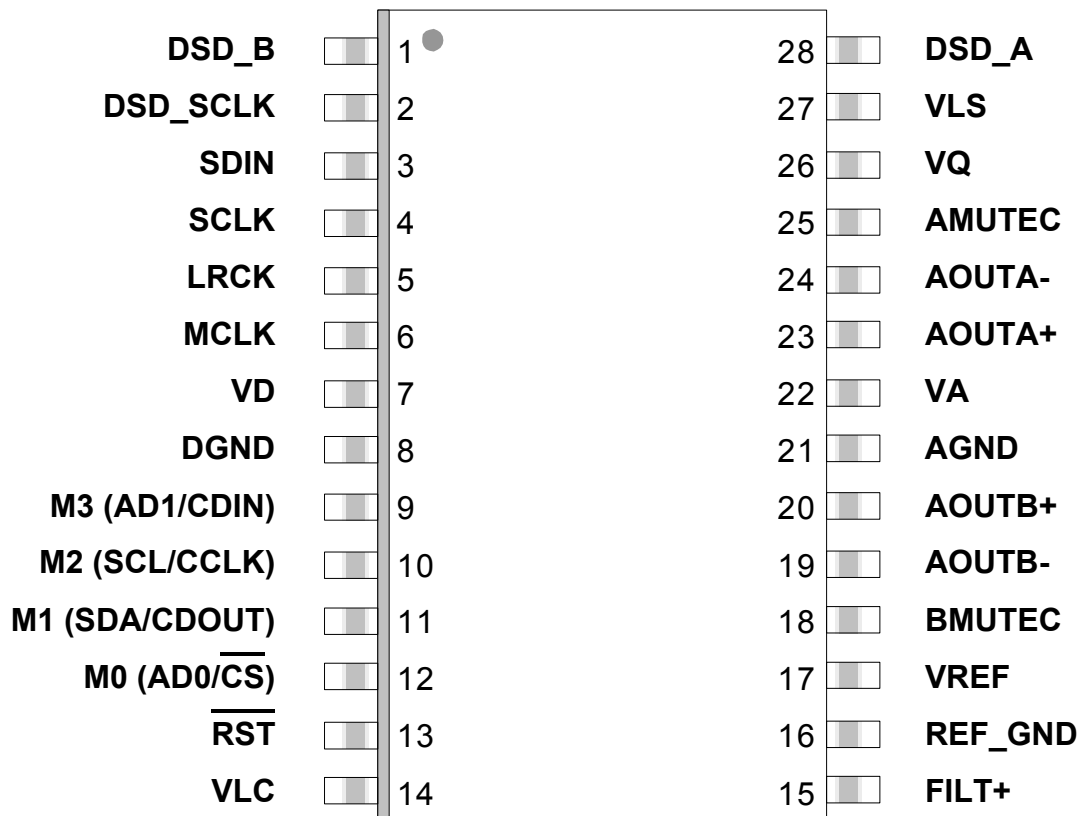 DSD_B 1 28 DSD_A
DSD_SCLK 2 27 VLS
SDIN 3 26 VQ
SCLK 4 25 AMUTEC
LRCK 5 24 AOUTA-
MCLK 6 23 AOUTA+
VD 7 22 VA
DGND 8 21 AGND
M3 (AD1/CDIN) 9 20 AOUTB+
M2 (SCL/CCLK) 10 19 AOUTB-
M1 (SDA/CDOUT) 11 18 BMUTEC
M0 (AD0/C̅S̅) 12 17 VREF
R̅S̅T̅ 13 16 REF_GND
VLC 14 15 FILT+